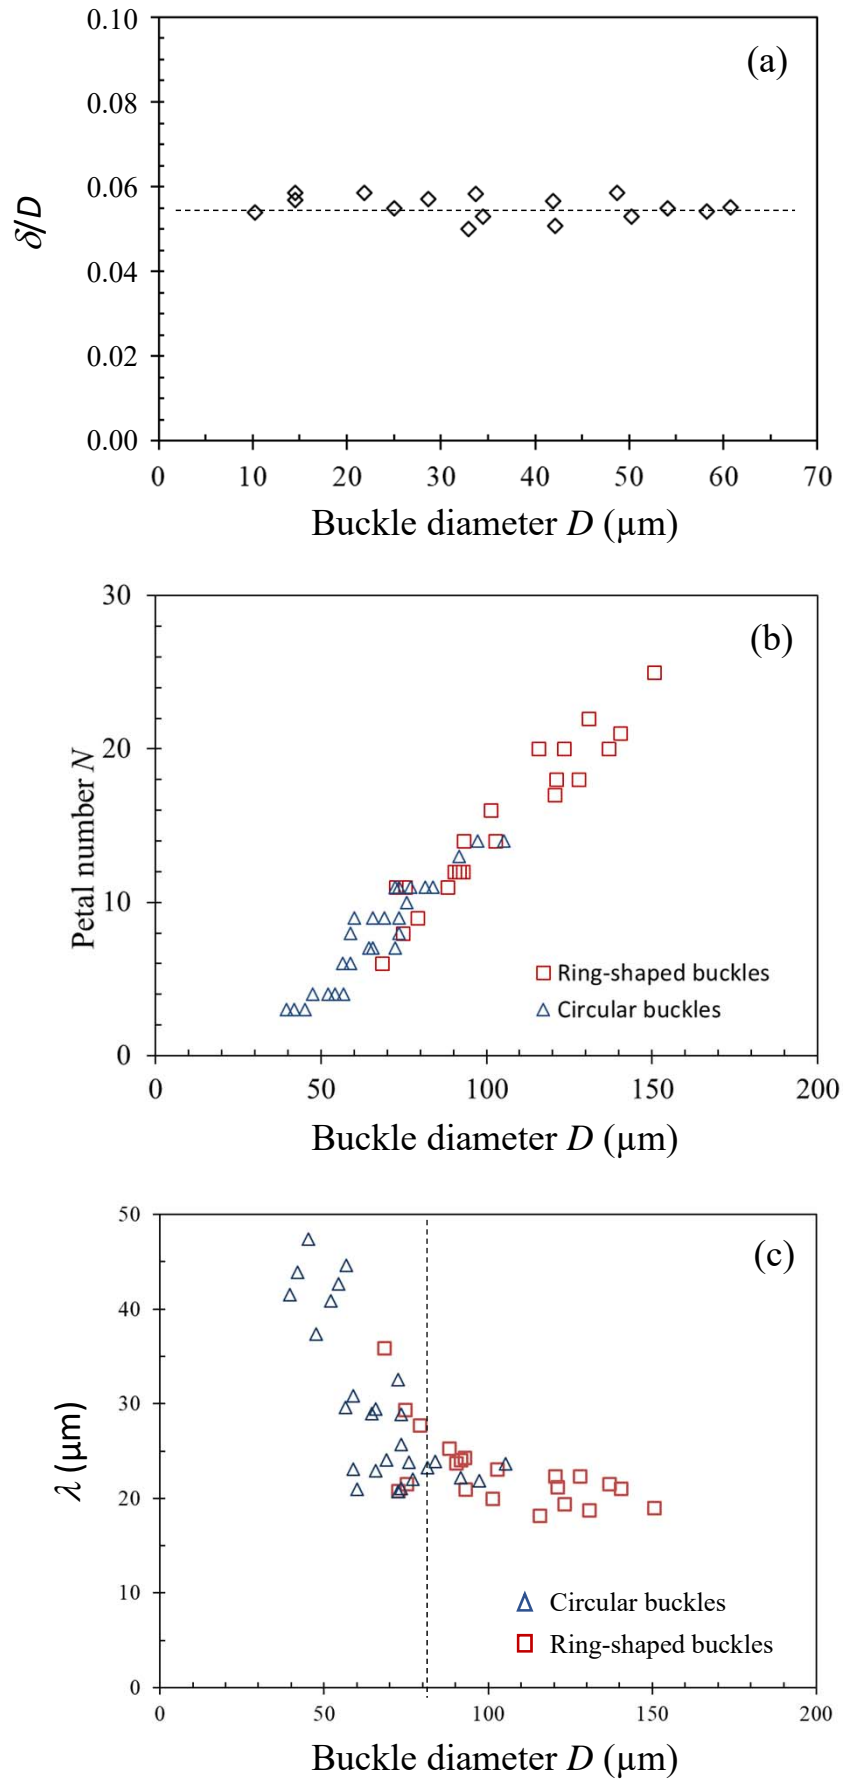 (a)
0.10
0.08
0.06
0.04
0.02
0.00
δ/D
0 10 20 30 40 50 60 70
Buckle diameter D (μm)
(b)
30
20
10
0
Petal number N
Ring-shaped buckles
Circular buckles
0 50 100 150 200
Buckle diameter D (μm)
(c)
50
40
30
20
10
0
λ (μm)
Circular buckles
Ring-shaped buckles
0 50 100 150 200
Buckle diameter D (μm)